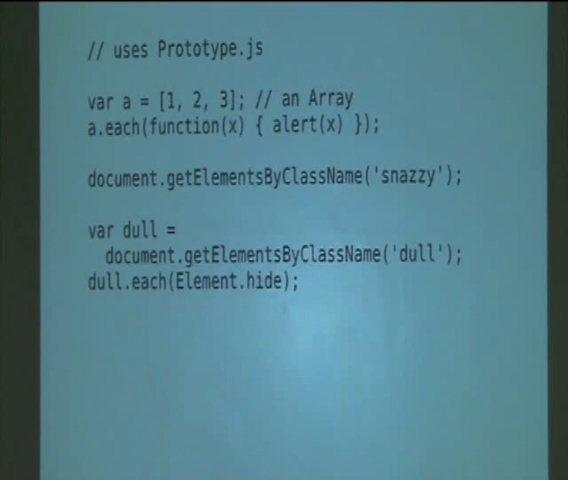 // uses Prototype.js
var a = [1, 2, 3]; // an Array
a.each(function(x) { alert(x) });
document.getElementsByClassName('snazzy');
var dull =
document.getElementsByClassName('dull');
dull.each(Element.hide);